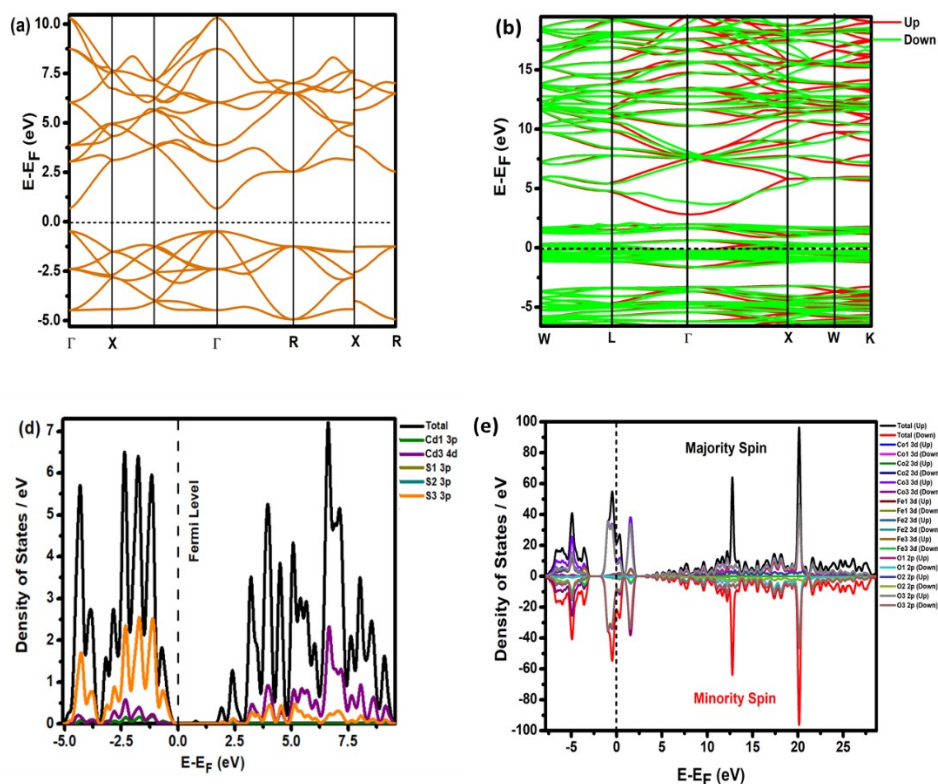 (a)
10.0
7.5
5.0
2.5
0.0
-2.5
-5.0
E-E_F (eV)
Γ X Γ R X R
(b)
15
10
5
0
-5
E-E_F (eV)
W L Γ X W K
Up
Down
(d)
7
6
5
4
3
2
1
0
Density of States / eV
Total
Cd1 3p
Cd3 4d
S1 3p
S2 3p
S3 3p
Fermi Level
-5.0 -2.5 0.0 2.5 5.0 7.5
E-E_F (eV)
(e)
100
80
60
40
20
0
-20
-40
-60
-80
-100
Density of States / eV
Majority Spin
Minority Spin
-5 0 5 10 15 20 25
E-E_F (eV)
Total (Up)
Total (Down)
Co1 3d (Up)
Co1 3d (Down)
Co2 3d (Up)
Co2 3d (Down)
Co3 3d (Up)
Co3 3d (Down)
Fe1 3d (Up)
Fe1 3d (Down)
Fe2 3d (Up)
Fe2 3d (Down)
Fe3 3d (Up)
Fe3 3d (Down)
O1 2p (Up)
O1 2p (Down)
O2 2p (Up)
O2 2p (Down)
O3 2p (Up)
O3 2p (Down)